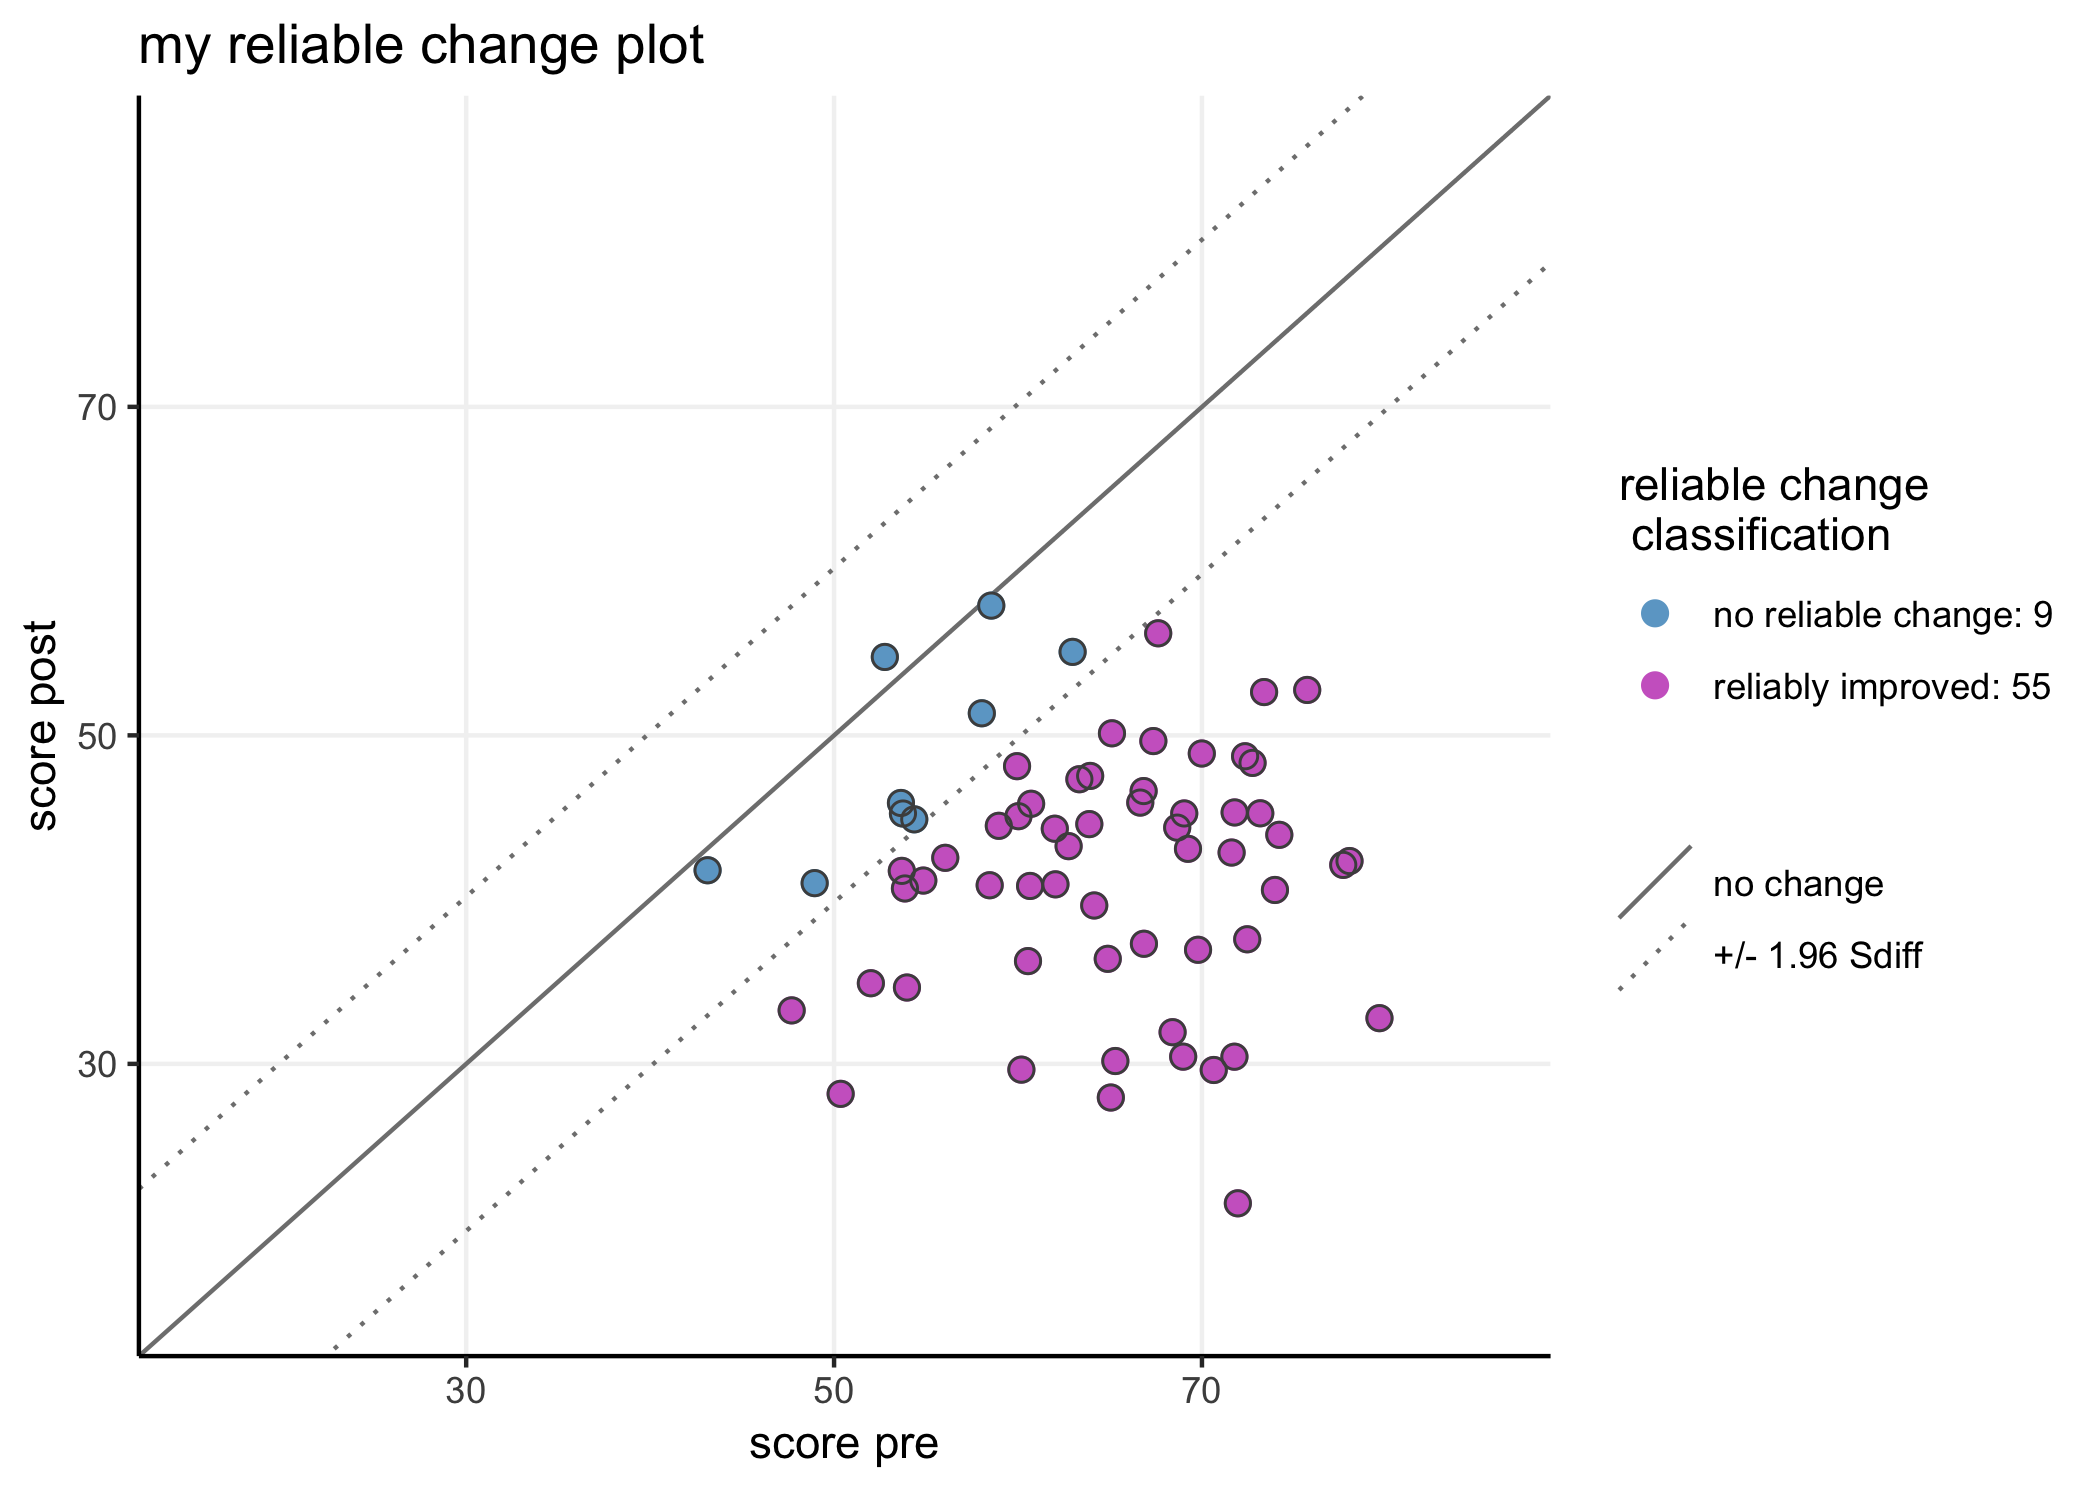 my reliable change plot
70
50
30
score post
30
50
70
score pre
reliable change
classification
no reliable change: 9
reliably improved: 55
no change
+/- 1.96 Sdiff